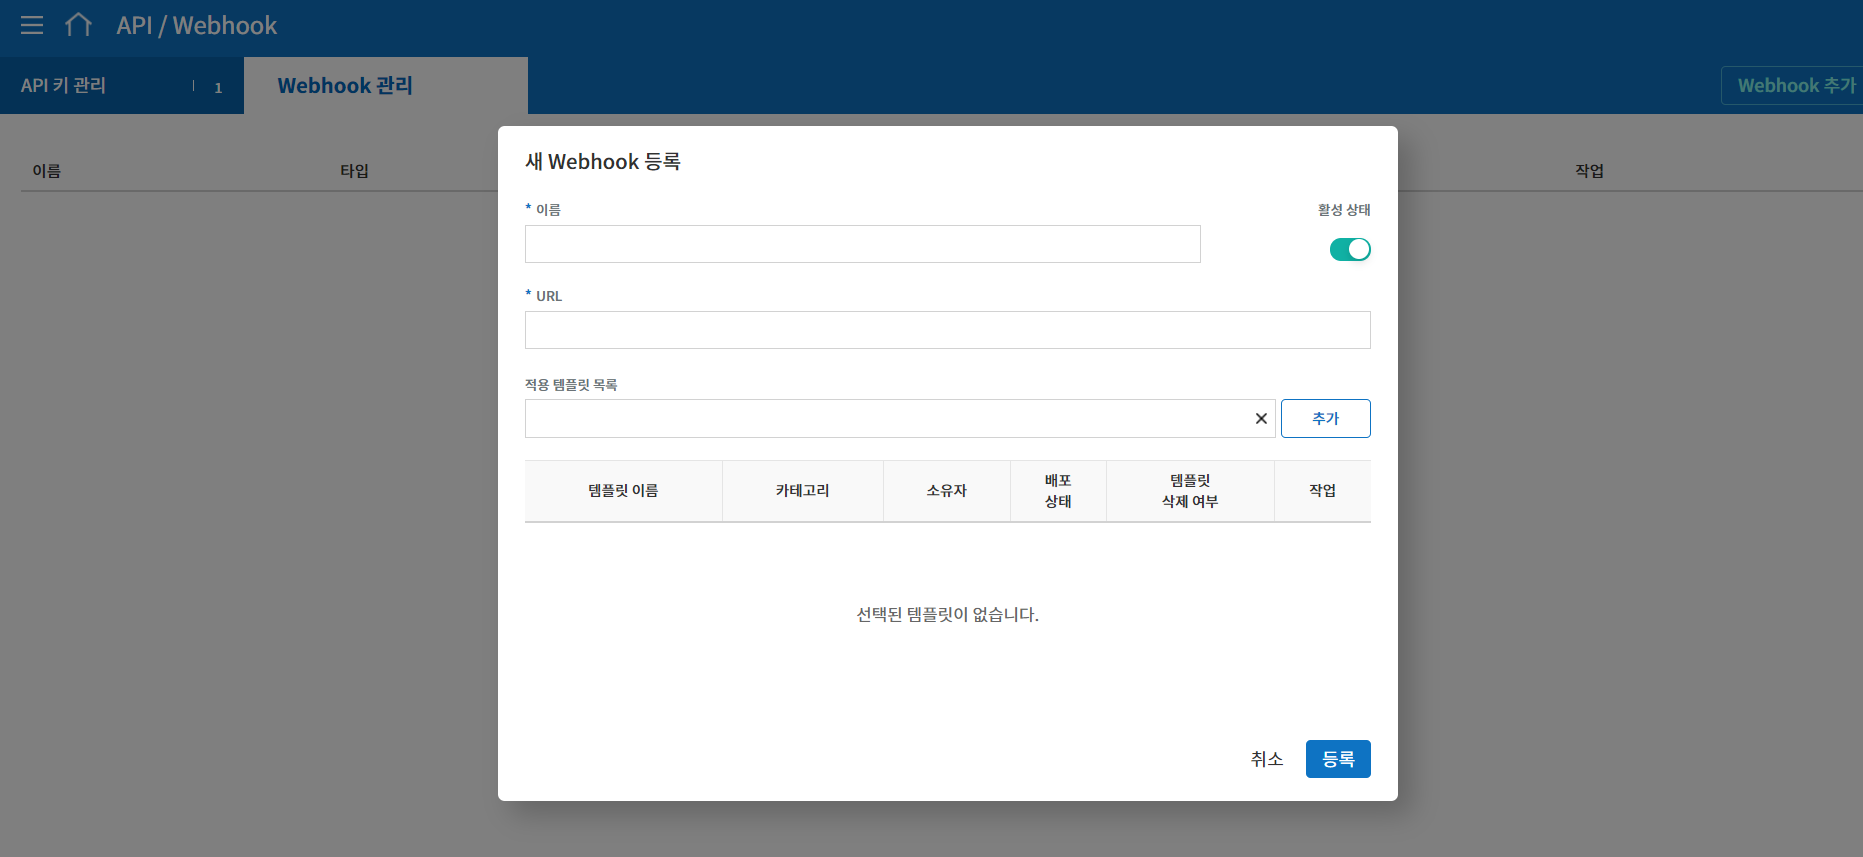 API / Webhook
API 키 관리 1
Webhook 관리
Webhook 추가
이름 타입 작업
새 Webhook 등록
* 이름
활성 상태
* URL
적용 템플릿 목록
추가
템플릿 이름 카테고리 소유자 배포 상태 템플릿 삭제 여부 작업
선택된 템플릿이 없습니다.
취소 등록